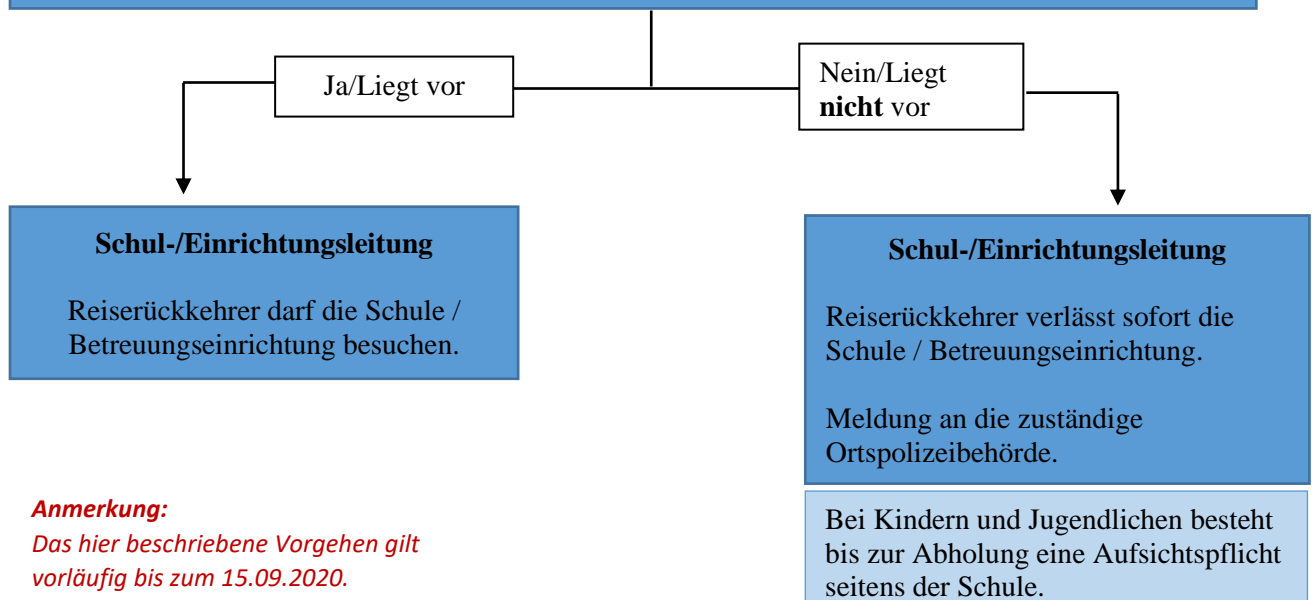 Ja/Liegt vor
Nein/Liegt
nicht vor
Schul-/Einrichtungsleitung
Reiserückkehrer darf die Schule /
Betreuungseinrichtung besuchen.
Schul-/Einrichtungsleitung
Reiserückkehrer verlässt sofort die
Schule / Betreuungseinrichtung.
Meldung an die zuständige
Ortspolizeibehörde.
Anmerkung:
Das hier beschriebene Vorgehen gilt
vorläufig bis zum 15.09.2020.
Bei Kindern und Jugendlichen besteht
bis zur Abholung eine Aufsichtspflicht
seitens der Schule.